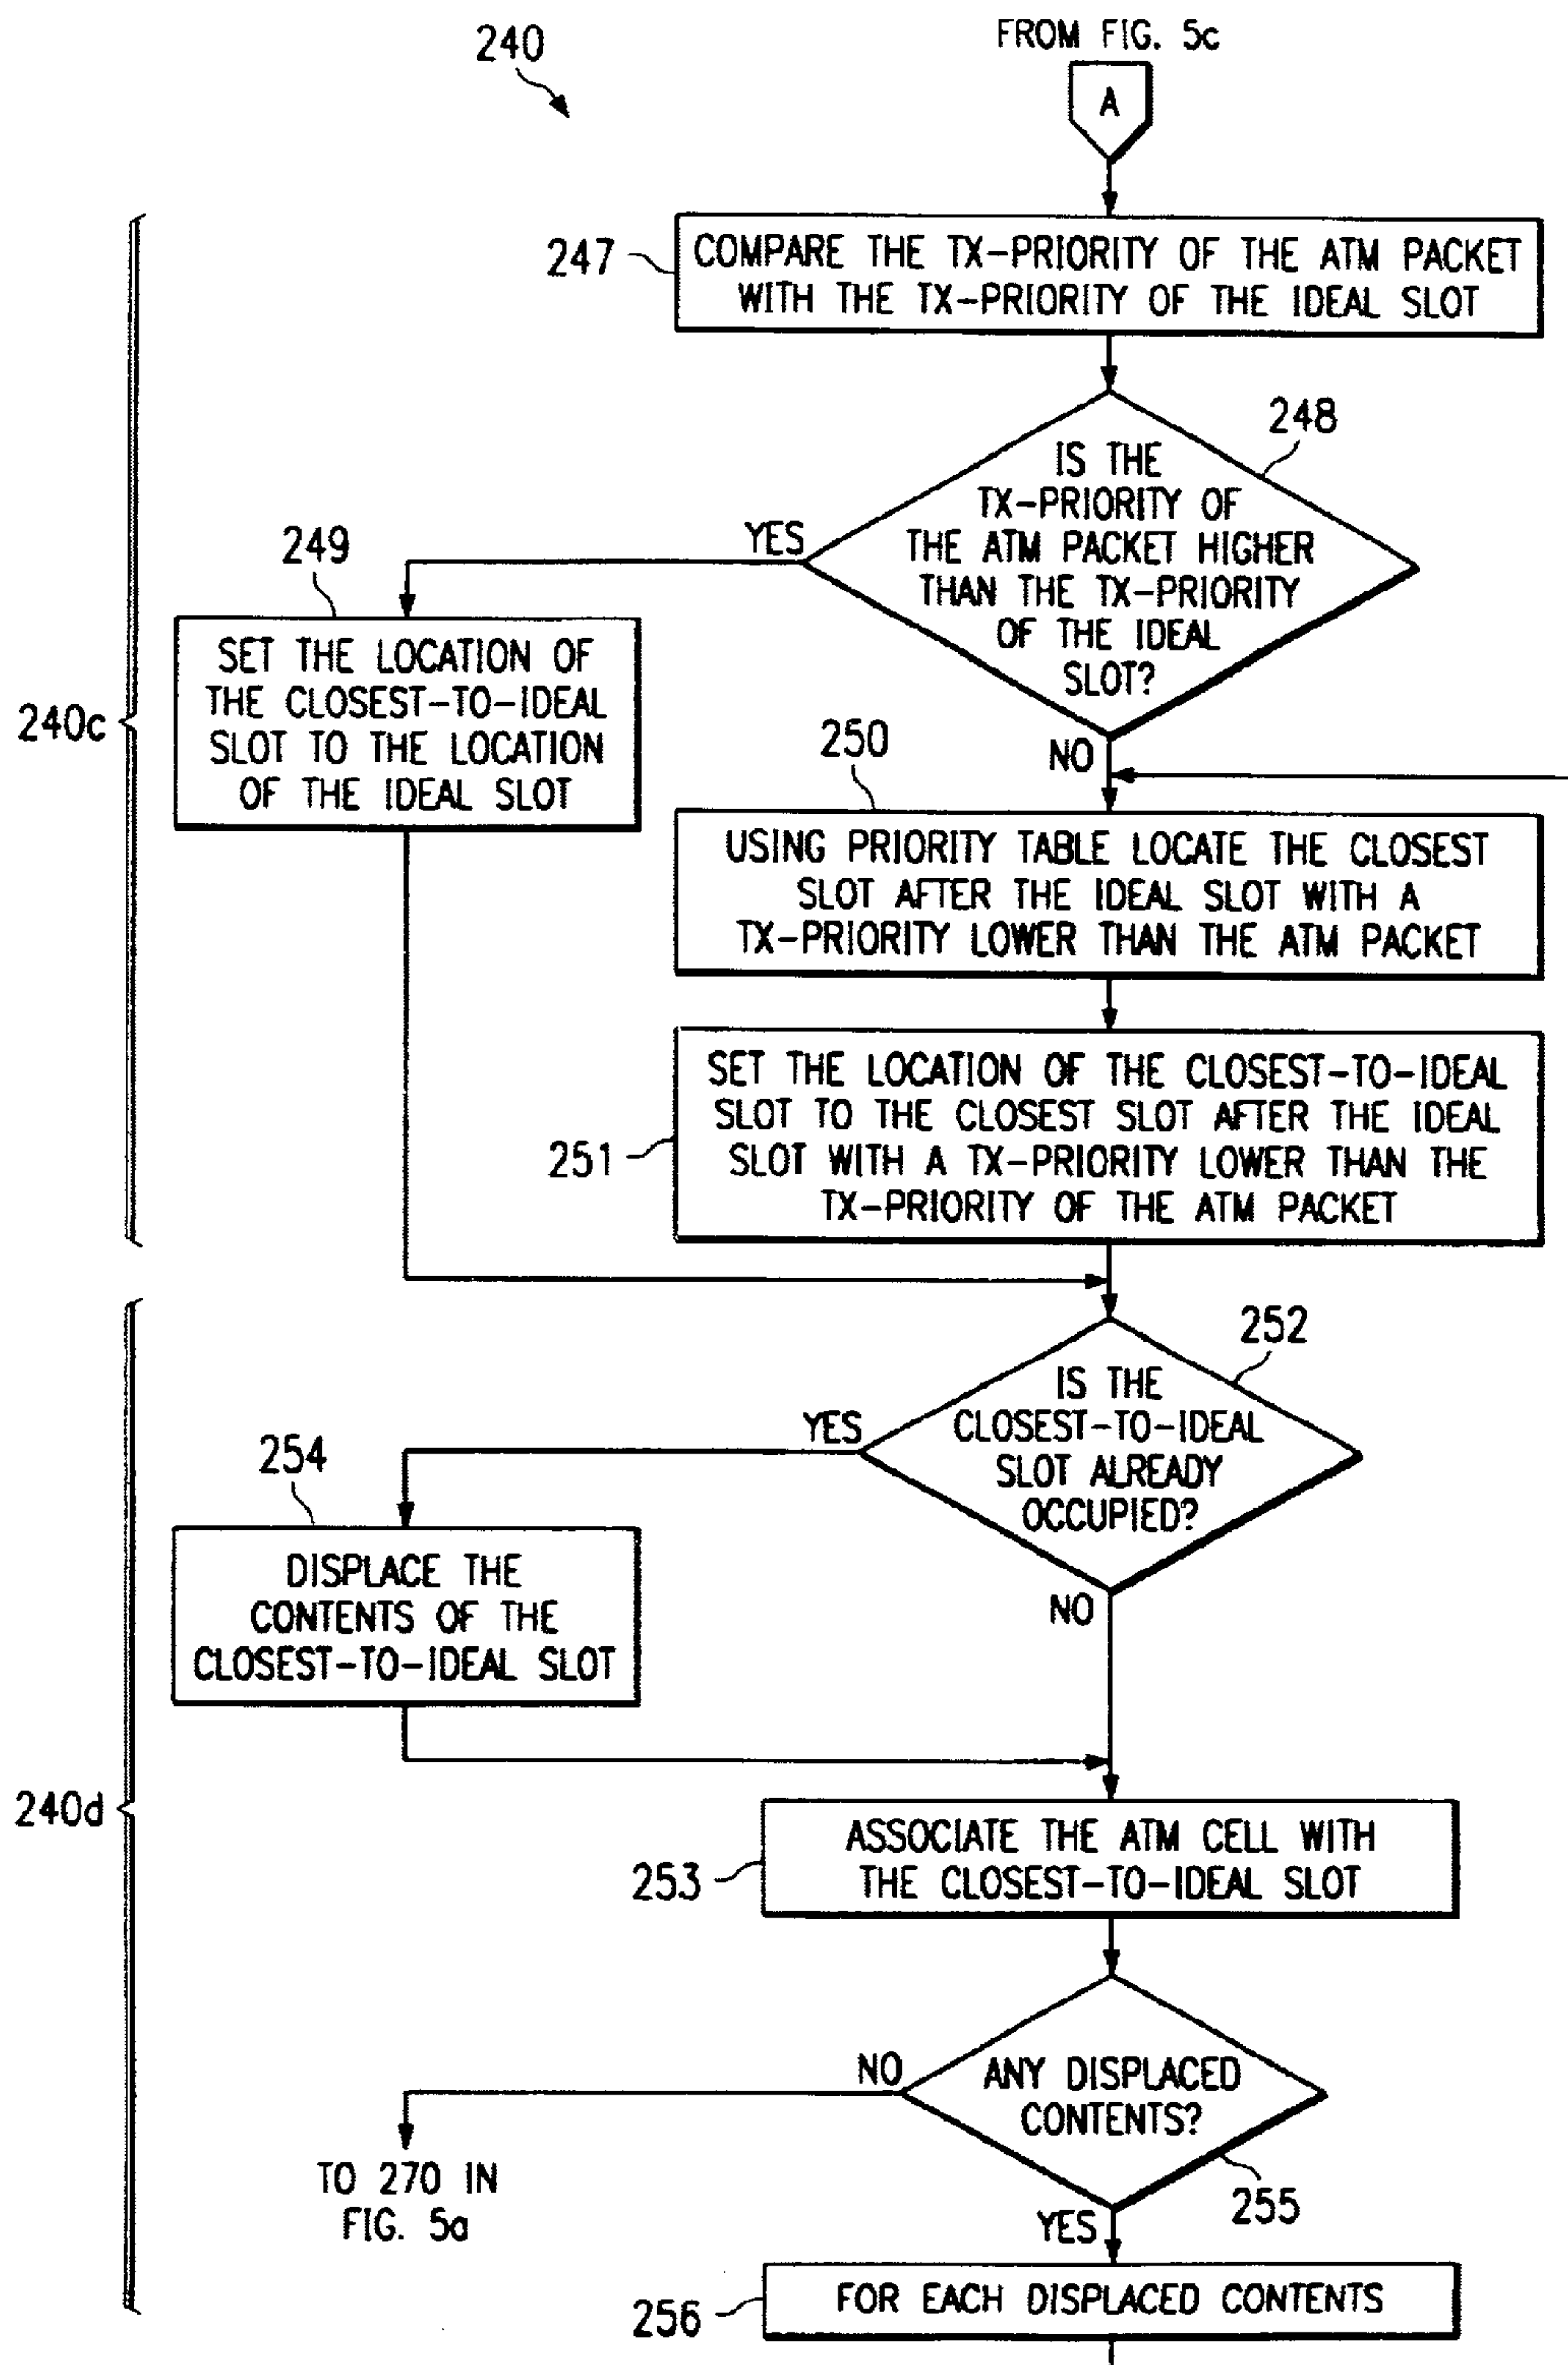 240
FROM FIG. 5c
A
247
COMPARE THE TX-PRIORITY OF THE ATM PACKET
WITH THE TX-PRIORITY OF THE IDEAL SLOT
248
IS THE
TX-PRIORITY OF
THE ATM PACKET HIGHER
THAN THE TX-PRIORITY
OF THE IDEAL
SLOT?
YES
NO
249
SET THE LOCATION OF
THE CLOSEST-TO-IDEAL
SLOT TO THE LOCATION
OF THE IDEAL SLOT
240c
250
USING PRIORITY TABLE LOCATE THE CLOSEST
SLOT AFTER THE IDEAL SLOT WITH A
TX-PRIORITY LOWER THAN THE ATM PACKET
251
SET THE LOCATION OF THE CLOSEST-TO-IDEAL
SLOT TO THE CLOSEST SLOT AFTER THE IDEAL
SLOT WITH A TX-PRIORITY LOWER THAN THE
TX-PRIORITY OF THE ATM PACKET
252
IS THE
CLOSEST-TO-IDEAL
SLOT ALREADY
OCCUPIED?
YES
NO
254
DISPLACE THE
CONTENTS OF THE
CLOSEST-TO-IDEAL SLOT
240d
253
ASSOCIATE THE ATM CELL WITH
THE CLOSEST-TO-IDEAL SLOT
ANY DISPLACED
CONTENTS?
255
NO
TO 270 IN
FIG. 5a
YES
256
FOR EACH DISPLACED CONTENTS